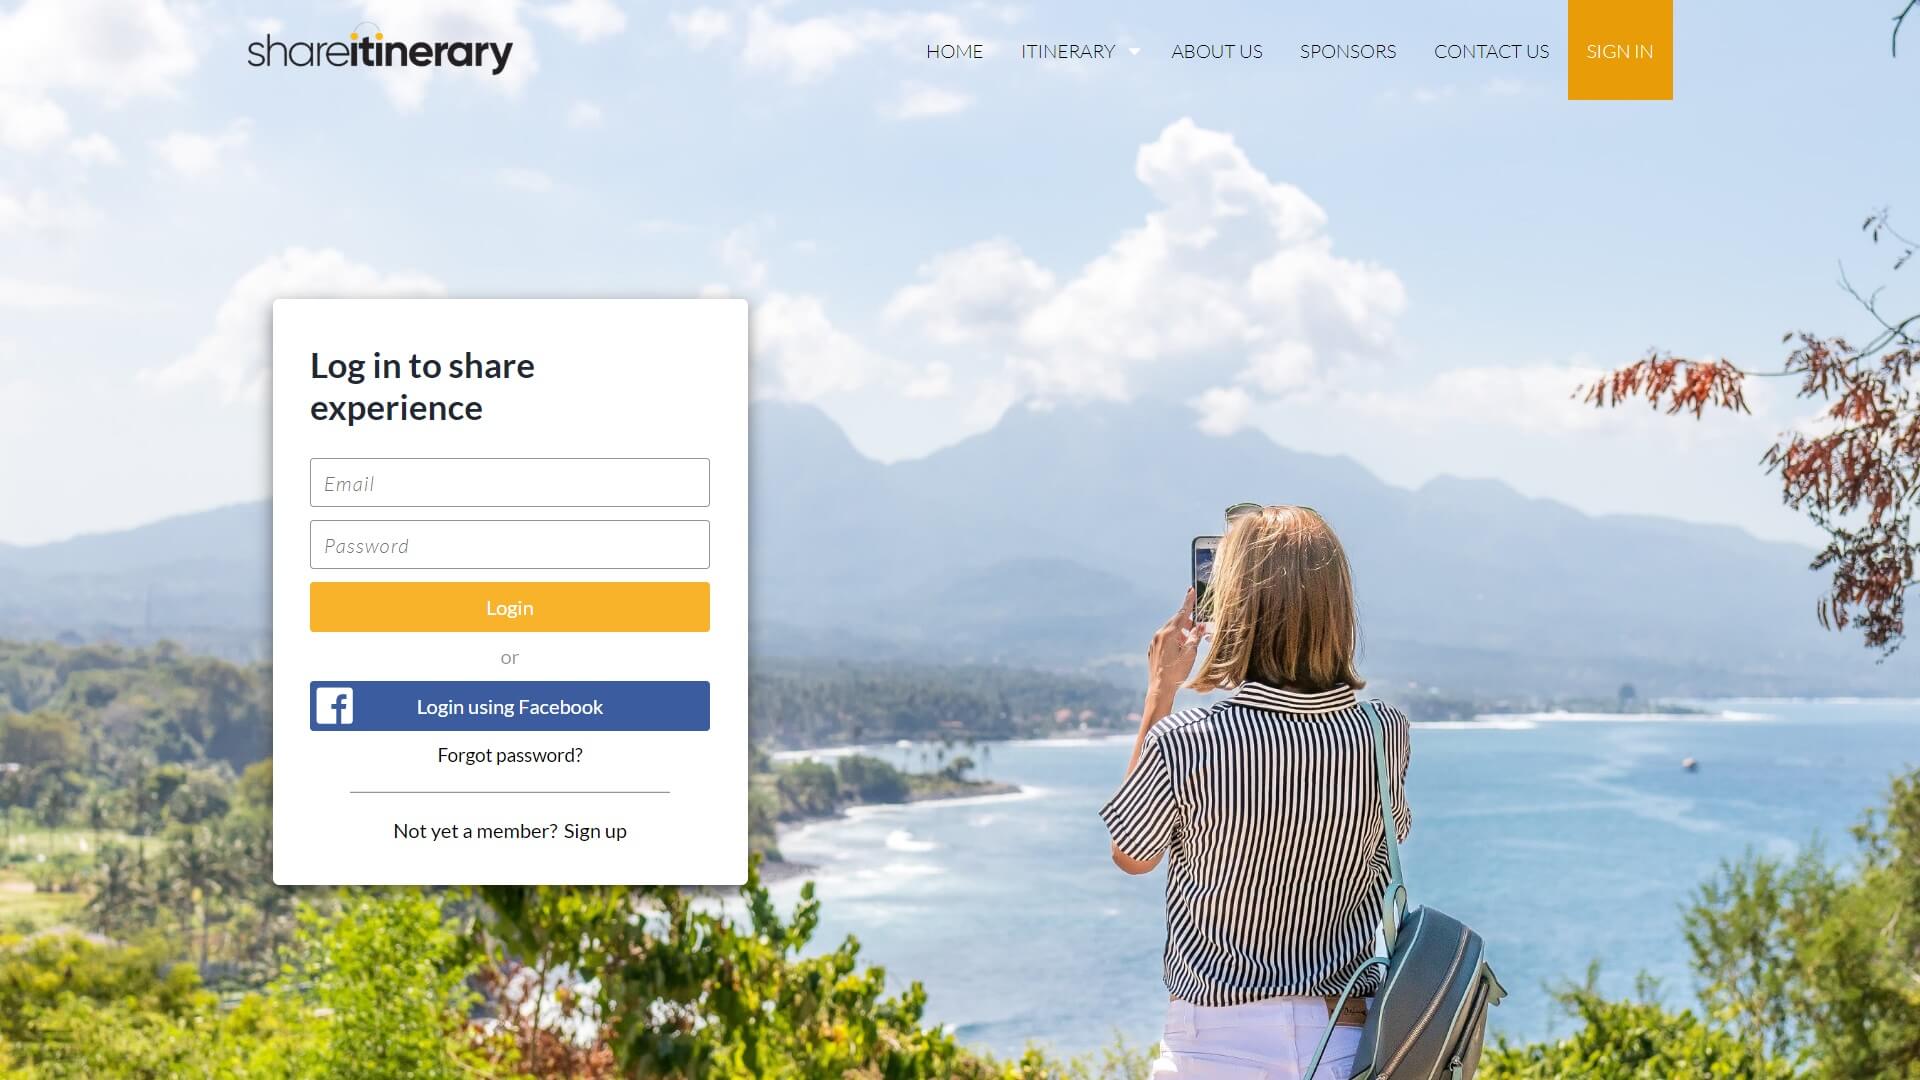 shareitinerary
HOME ITINERARY ABOUT US SPONSORS CONTACT US SIGN IN
Log in to share
experience
Email
Password
Login
or
Login using Facebook
Forgot password?
Not yet a member? Sign up